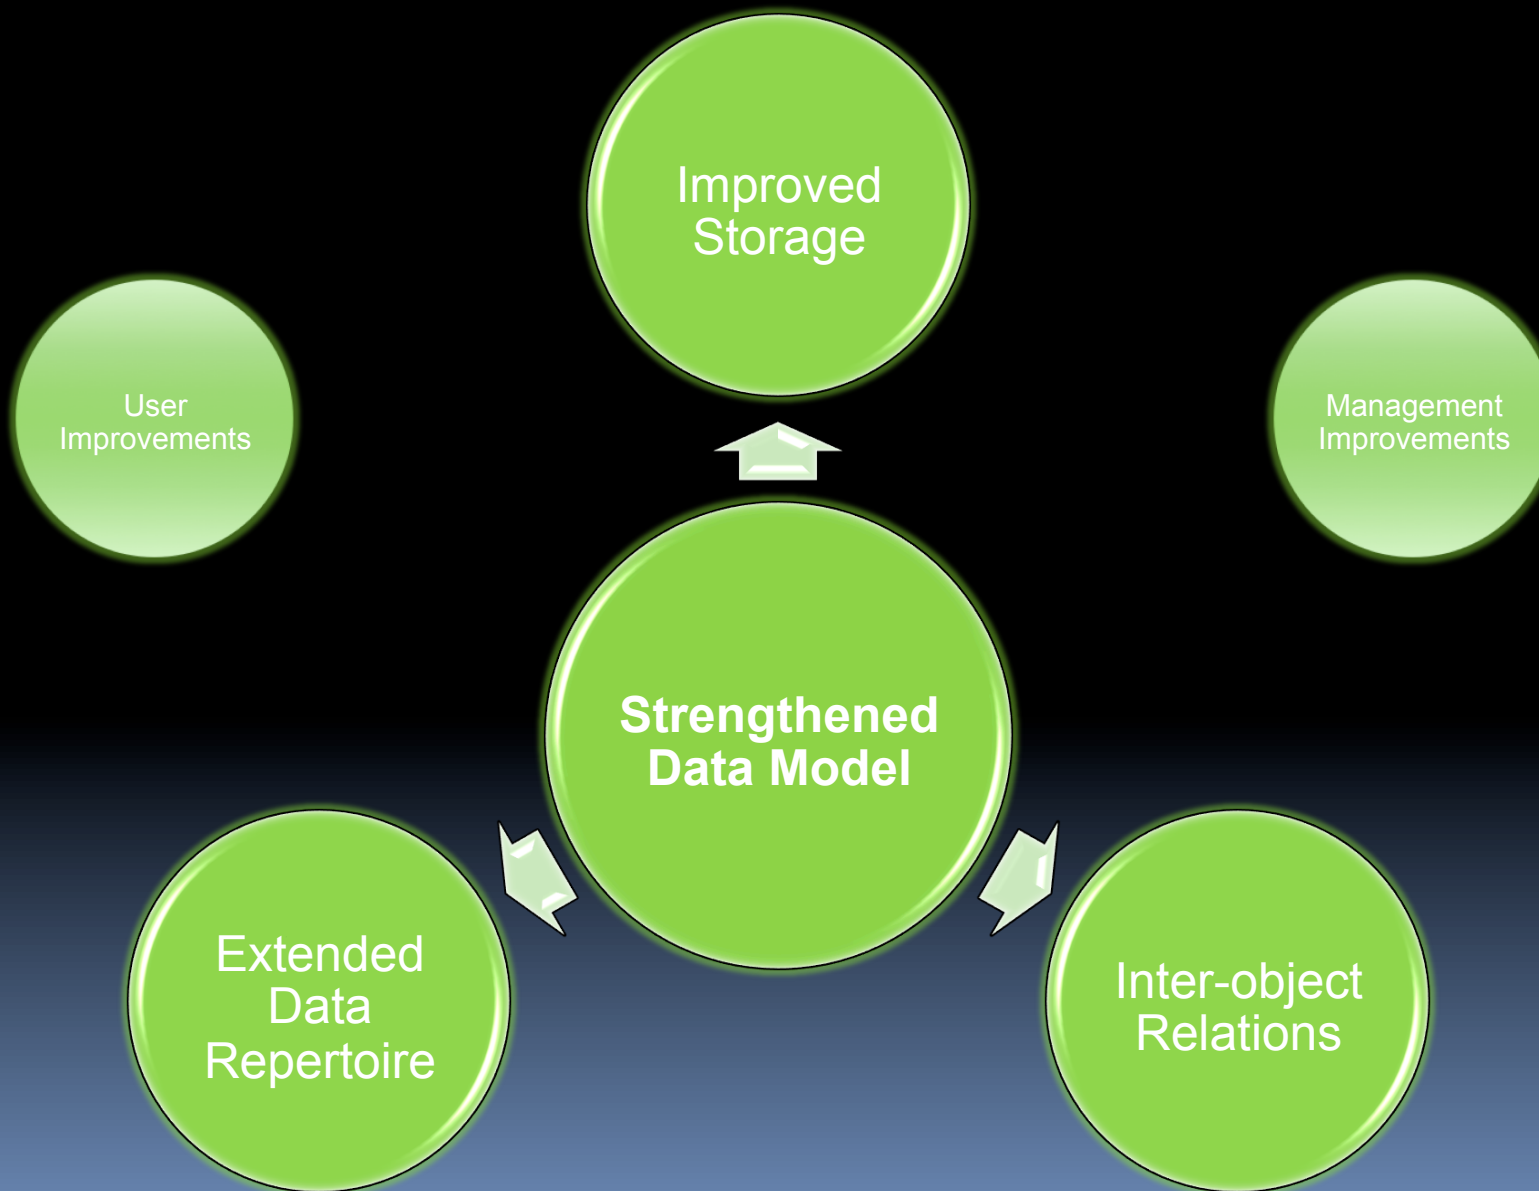 Improved
Storage
User
Improvements
Management
Improvements
Strengthened
Data Model
Extended
Data
Repertoire
Inter-object
Relations